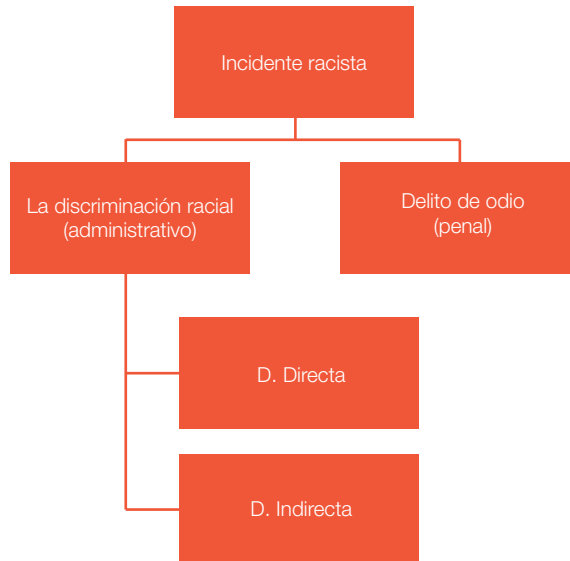 Incidente racista
La discriminación racial
(administrativo)
Delito de odio
(penal)
D. Directa
D. Indirecta